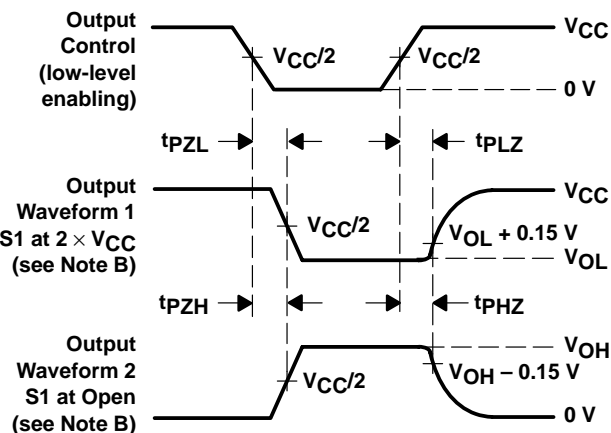 Output
Control
(low-level
enabling)
VCC/2
VCC/2
VCC
0 V
tPZL
tPLZ
Output
Waveform 1
S1 at 2 × VCC
(see Note B)
VCC/2
VCC
VOL + 0.15 V
VOL
tPZH
tPHZ
Output
Waveform 2
S1 at Open
(see Note B)
VCC/2
VOH
VOH – 0.15 V
0 V